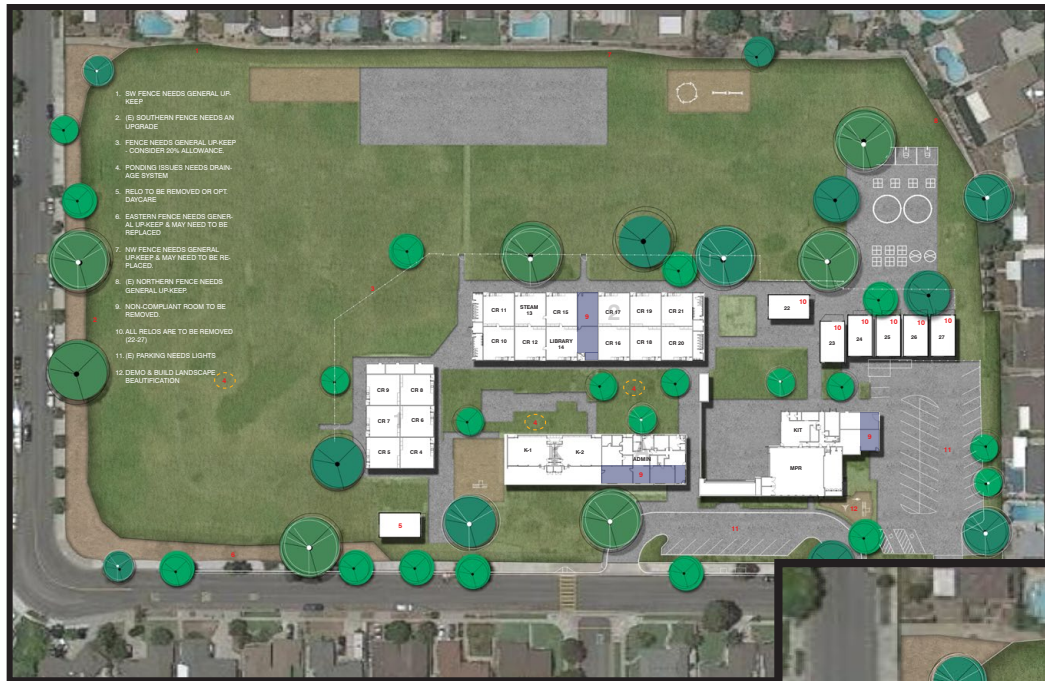 1. SW FENCE NEEDS GENERAL UP-
KEEP
2. (E) SOUTHERN FENCE NEEDS AN
UPGRADE
3. FENCE NEEDS GENERAL UP-KEEP
- CONSIDER 20% ALLOWANCE.
4. PONDING ISSUES NEEDS DRAIN-
AGE SYSTEM
5. RELO TO BE REMOVED OR OPT.
DAYCARE
6. EASTERN FENCE NEEDS GENER-
AL UP-KEEP & MAY NEED TO BE
REPLACED
7. NW FENCE NEEDS GENERAL
UP-KEEP & MAY NEED TO BE RE-
PLACED.
8. (E) NORTHERN FENCE NEEDS
GENERAL UP-KEEP.
9. NON-COMPLIANT ROOM TO BE
REMOVED.
10. ALL RELOS ARE TO BE REMOVED
(22-27)
11. (E) PARKING NEEDS LIGHTS
12. DEMO & BUILD LANDSCAPE
BEAUTIFICATION
CR 11
STEAM
13
CR 15
2
CR 17
CR 19
CR 21
CR 10
CR 12
LIBRARY
14
CR 16
CR 18
CR 20
10
22
10
23
10
24
10
25
10
26
10
27
CR 9
CR 8
CR 7
CR 6
CR 5
CR 4
K-1
K-2
ADMIN
9
KIT
MPR
11
12
5
11